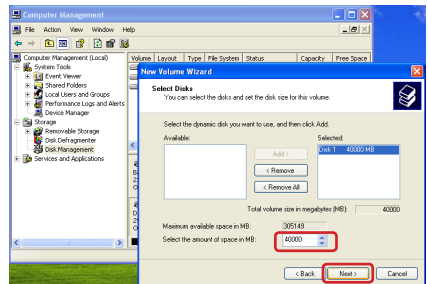 Computer Management
File Action View Window Help
Computer Management (Local)
System Tools
Event Viewer
Shared Folders
Local Users and Groups
Performance Logs and Alerts
Device Manager
Storage
Removable Storage
Disk Defragmenter
Disk Management
Services and Applications
Volume Layout Type File System Status Capacity Free Space
New Volume Wizard
Select Disks
You can select the disks and set the disk size for this volume.
Select the dynamic disk you want to use, and then click Add.
Available: Selected:
Disk 1 40000 MB
Add >
< Remove
< Remove All
Total volume size in megabytes (MB): 40000
Maximum available space in MB: 305149
Select the amount of space in MB: 40000
< Back Next > Cancel